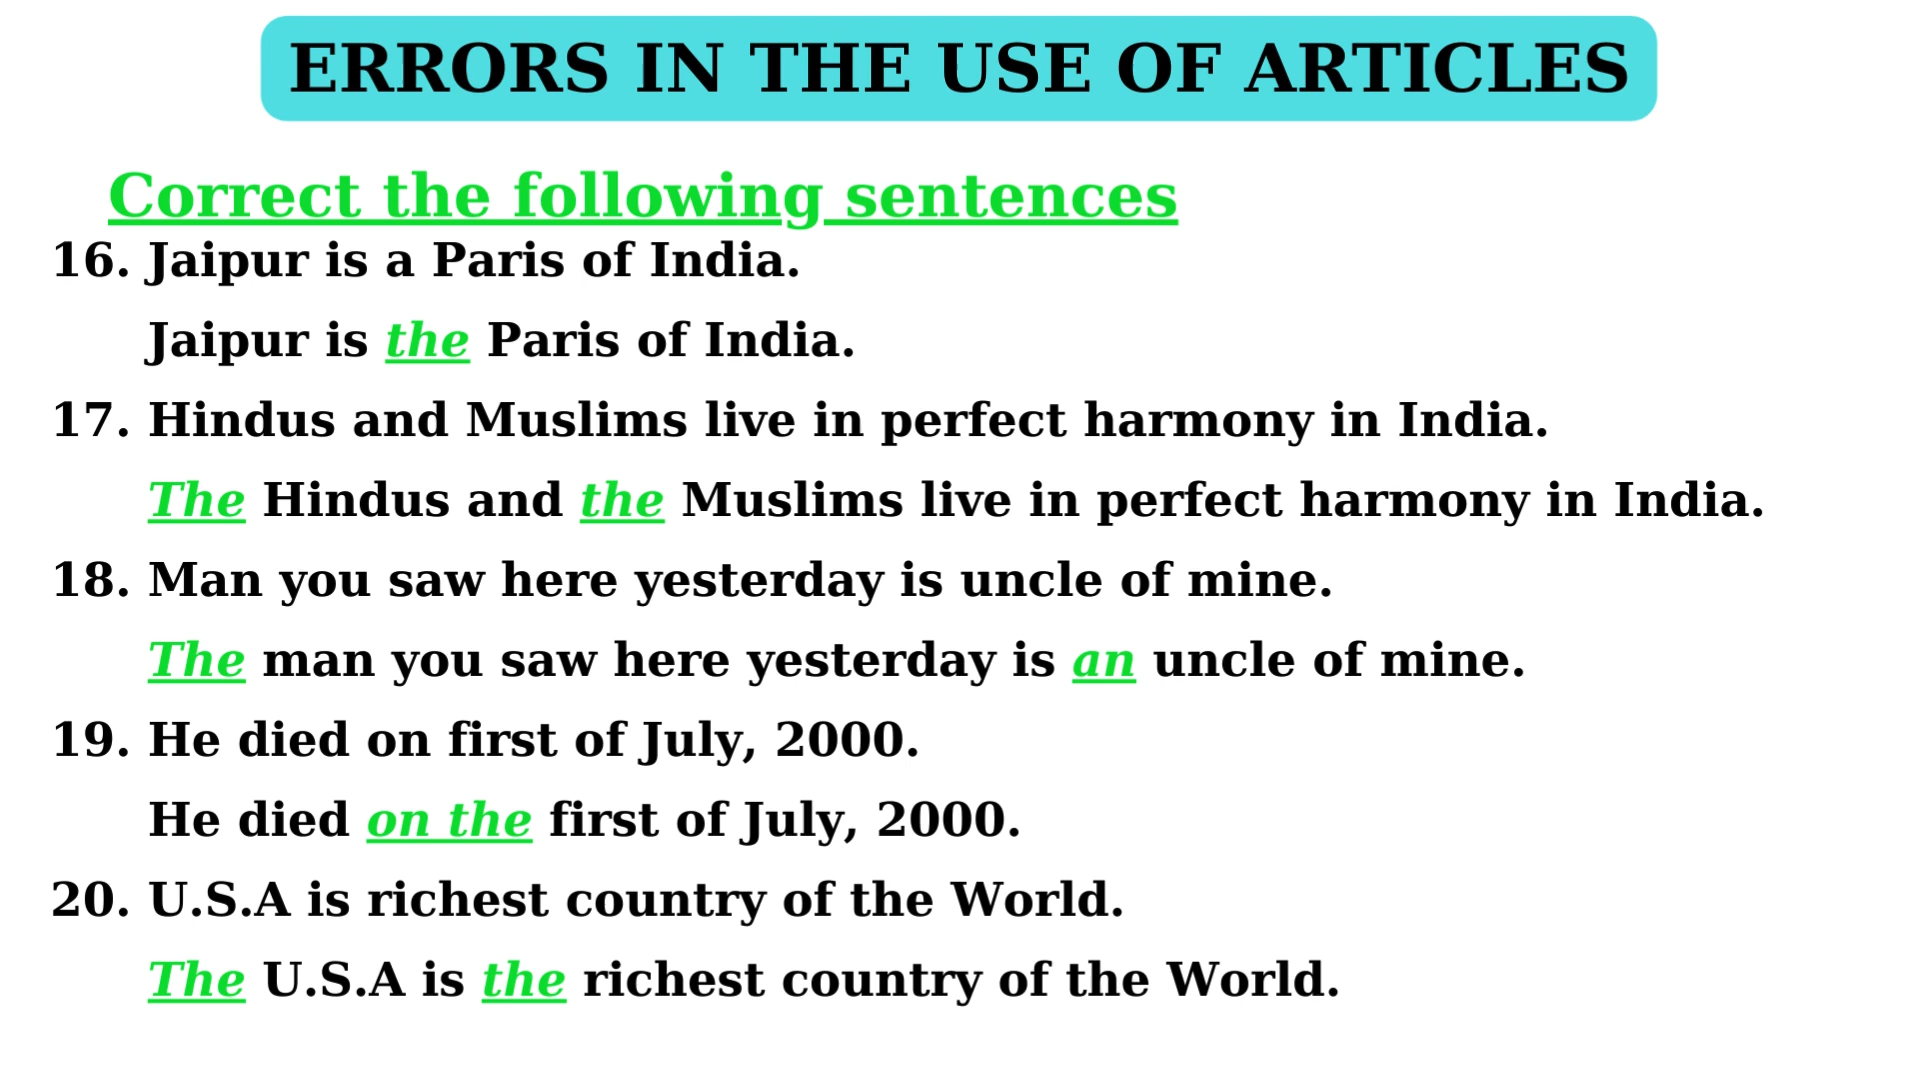 ERRORS IN THE USE OF ARTICLES
Correct the following sentences
16. Jaipur is a Paris of India.
Jaipur is the Paris of India.
17. Hindus and Muslims live in perfect harmony in India.
The Hindus and the Muslims live in perfect harmony in India.
18. Man you saw here yesterday is uncle of mine.
The man you saw here yesterday is an uncle of mine.
19. He died on first of July, 2000.
He died on the first of July, 2000.
20. U.S.A is richest country of the World.
The U.S.A is the richest country of the World.